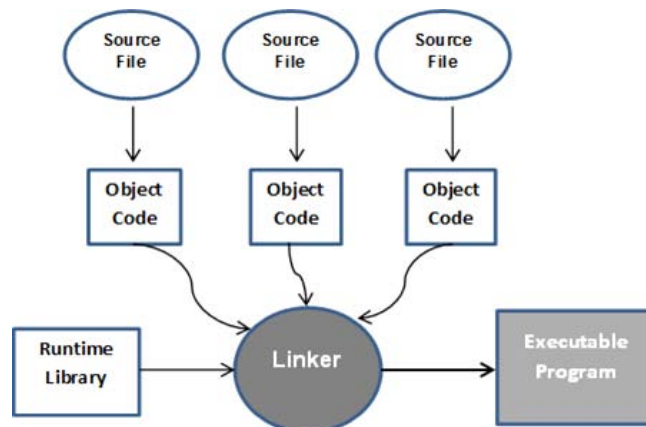 Source
File
Source
File
Source
File
Object
Code
Object
Code
Object
Code
Runtime
Library
Linker
Executable
Program